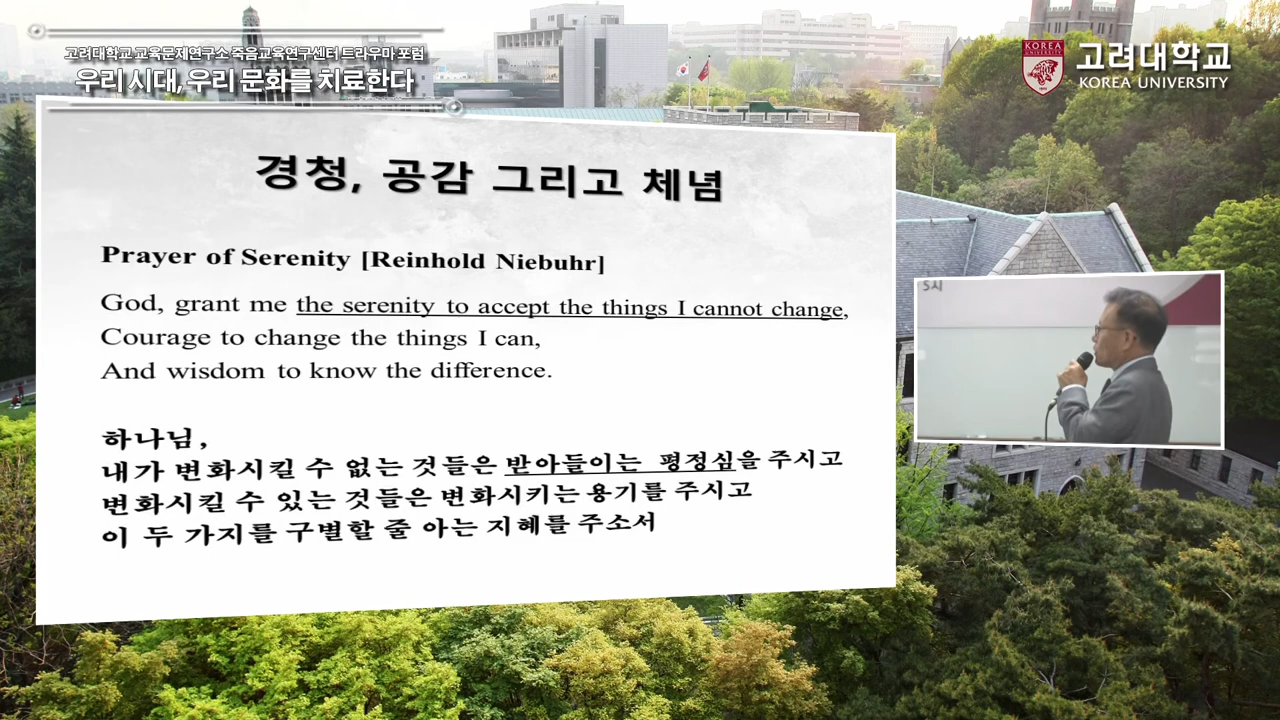 고려대학교 교육문제연구소 죽음교육연구센터 트라우마 포럼
우리 시대, 우리 문화를 치료한다
KOREA
UNIVERSITY
고려대학교
KOREA UNIVERSITY
경청, 공감 그리고 체념
Prayer of Serenity [Reinhold Niebuhr]
God, grant me the serenity to accept the things I cannot change,
Courage to change the things I can,
And wisdom to know the difference.
하나님,
내가 변화시킬 수 없는 것들은 받아들이는 평정심을 주시고
변화시킬 수 있는 것들은 변화시키는 용기를 주시고
이 두 가지를 구별할 줄 아는 지혜를 주소서
5시